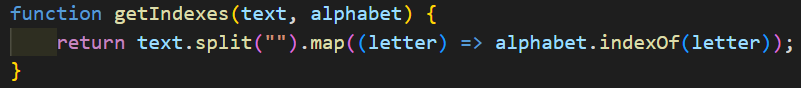 function getIndexes(text, alphabet) {
    return text.split("").map((letter) => alphabet.indexOf(letter));
}